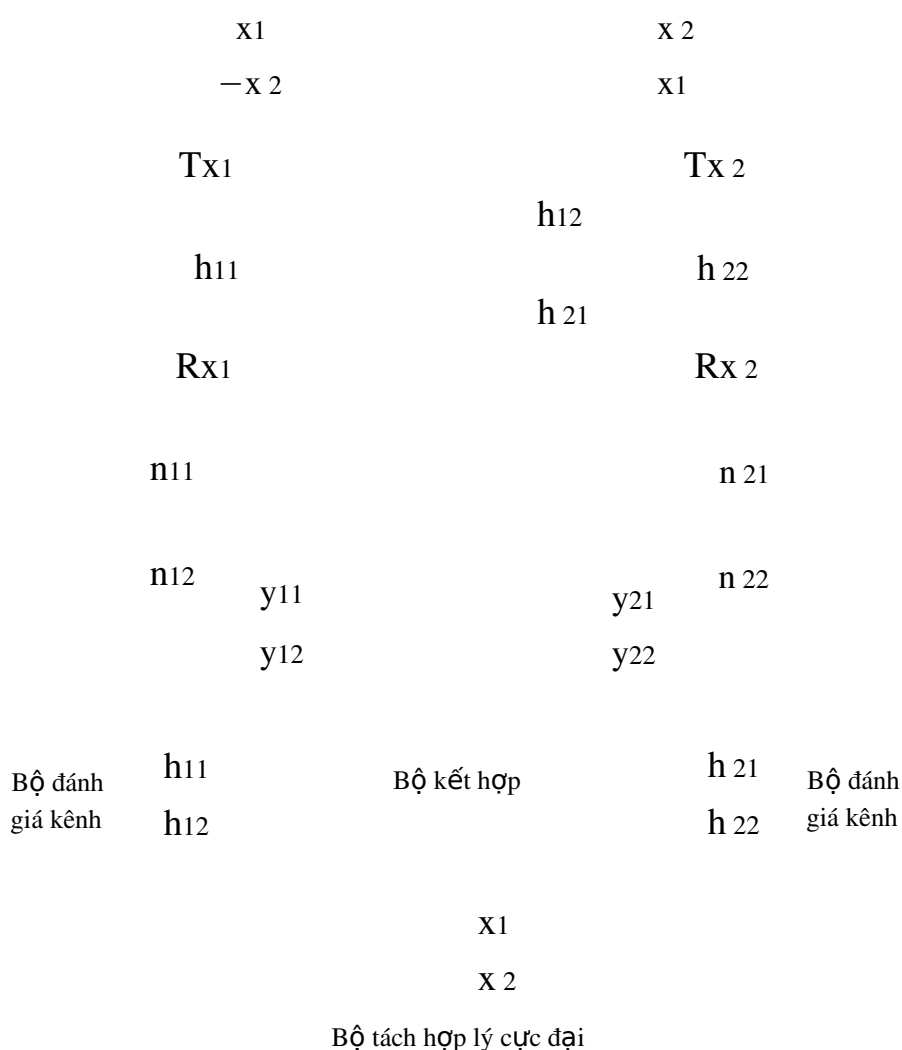 x1 x 2
−x 2 x1
Tx1 Tx 2
h12
h11 h 22
h 21
Rx1 Rx 2
n11 n 21
n12 n 22
y11 y21
y12 y22
h11 Bộ kết hợp h 21
Bộ đánh Bộ đánh
giá kênh h12 h 22 giá kênh
x1
x 2
Bộ tách hợp lý cực đại